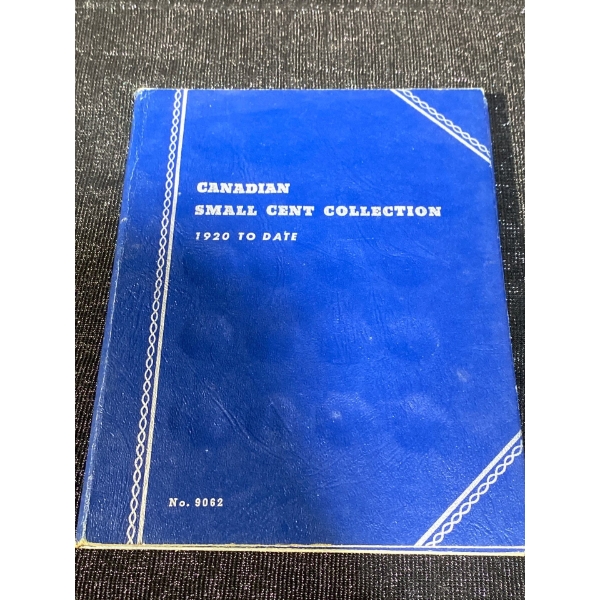 CANADIAN
SMALL CENT COLLECTION
1920 TO DATE
No. 9062